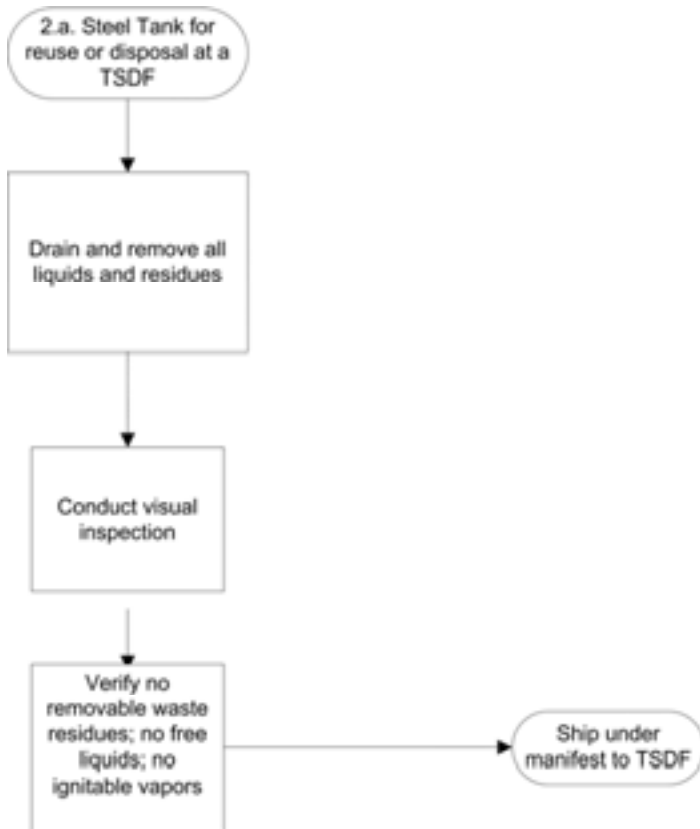 2.a. Steel Tank for
reuse or disposal at a
TSDF
Drain and remove all
liquids and residues
Conduct visual
inspection
Verify no
removable waste
residues; no free
liquids; no
ignitable vapors
Ship under
manifest to TSDF